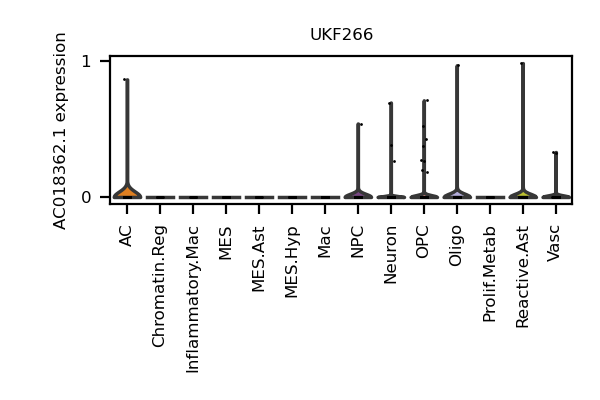 UKF266
AC018362.1 expression
1
0
AC
Chromatin.Reg
Inflammatory.Mac
MES
MES.Ast
MES.Hyp
Mac
NPC
Neuron
OPC
Oligo
Prolif.Metab
Reactive.Ast
Vasc